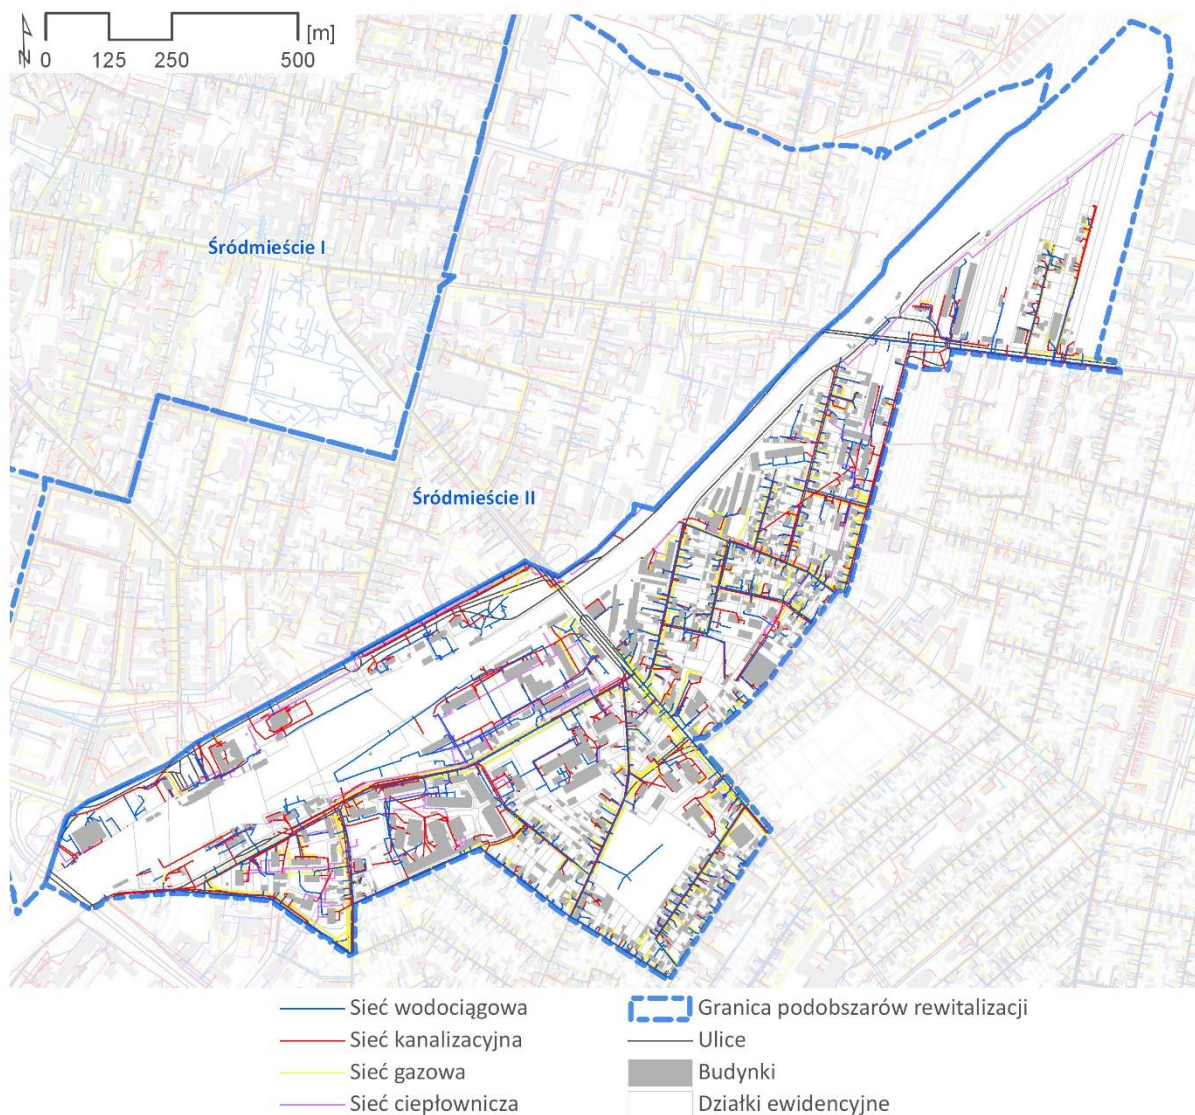 [m]
0 125 250 500
Śródmieście I
Śródmieście II
Sieć wodociągowa
Sieć kanalizacyjna
Sieć gazowa
Sieć ciepłownicza
Granica podobszarów rewitalizacji
Ulice
Budynki
Działki ewidencyjne